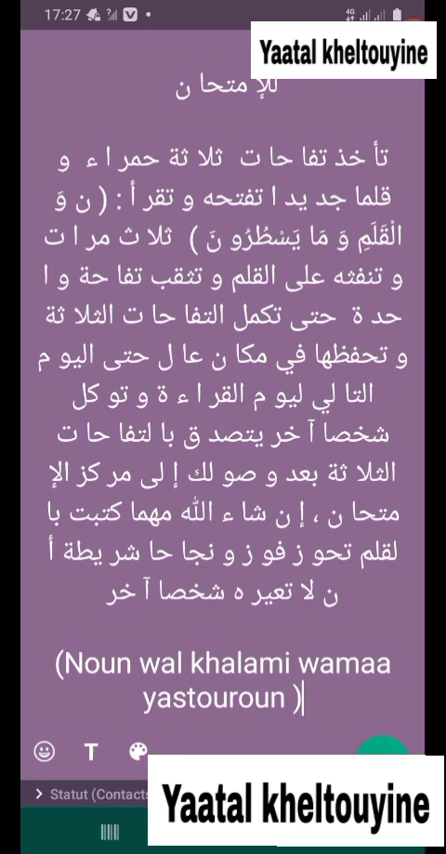 17:27
4G
Yaatal kheltouyine
للإ متحا ن
تأ خذ تفا حا ت ثلا ثة حمر ا ء و
قلما جد يد ا تفتحه و تقر أ : ( ن وَ
الْقَلَمِ وَ مَا يَسْطُرُو نَ ) ثلا ث مر ا ت
و تنفثه على القلم و تثقب تفا حة و ا
حد ة حتى تكمل التفا حا ت الثلا ثة
و تحفظها في مكا ن عا ل حتى اليو م
التا لي ليو م القر ا ء ة و تو كل
شخصا آ خر يتصد ق با لتفا حا ت
الثلا ثة بعد و صو لك إ لى مر كز الإ
متحا ن ، إ ن شا ء الله مهما كتبت با
لقلم تحو ز فو ز و نجا حا شر يطة أ
ن لا تعير ه شخصا آ خر
(Noun wal khalami wamaa
yastouroun )
T
> Statut (Contacts
Yaatal kheltouyine